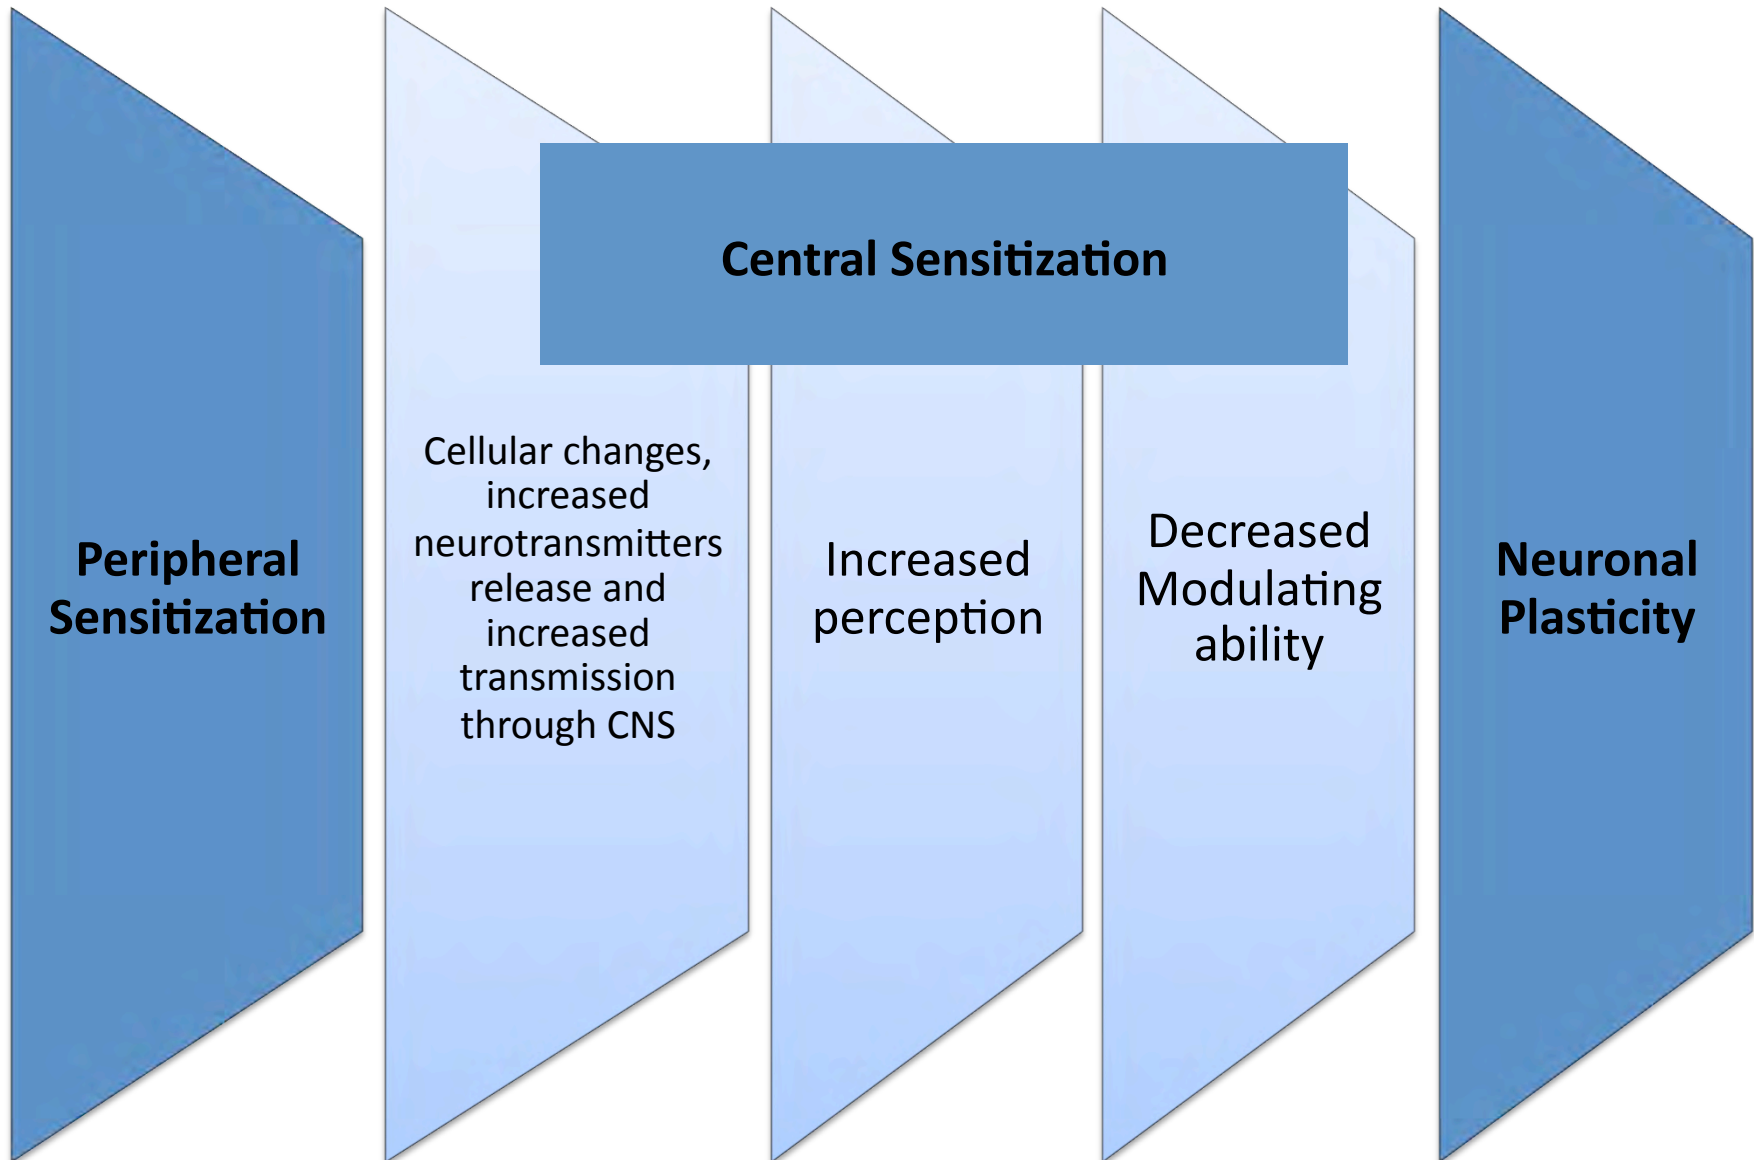 Central Sensitization
Peripheral
Sensitization
Cellular changes,
increased
neurotransmitters
release and
increased
transmission
through CNS
Increased
perception
Decreased
Modulating
ability
Neuronal
Plasticity